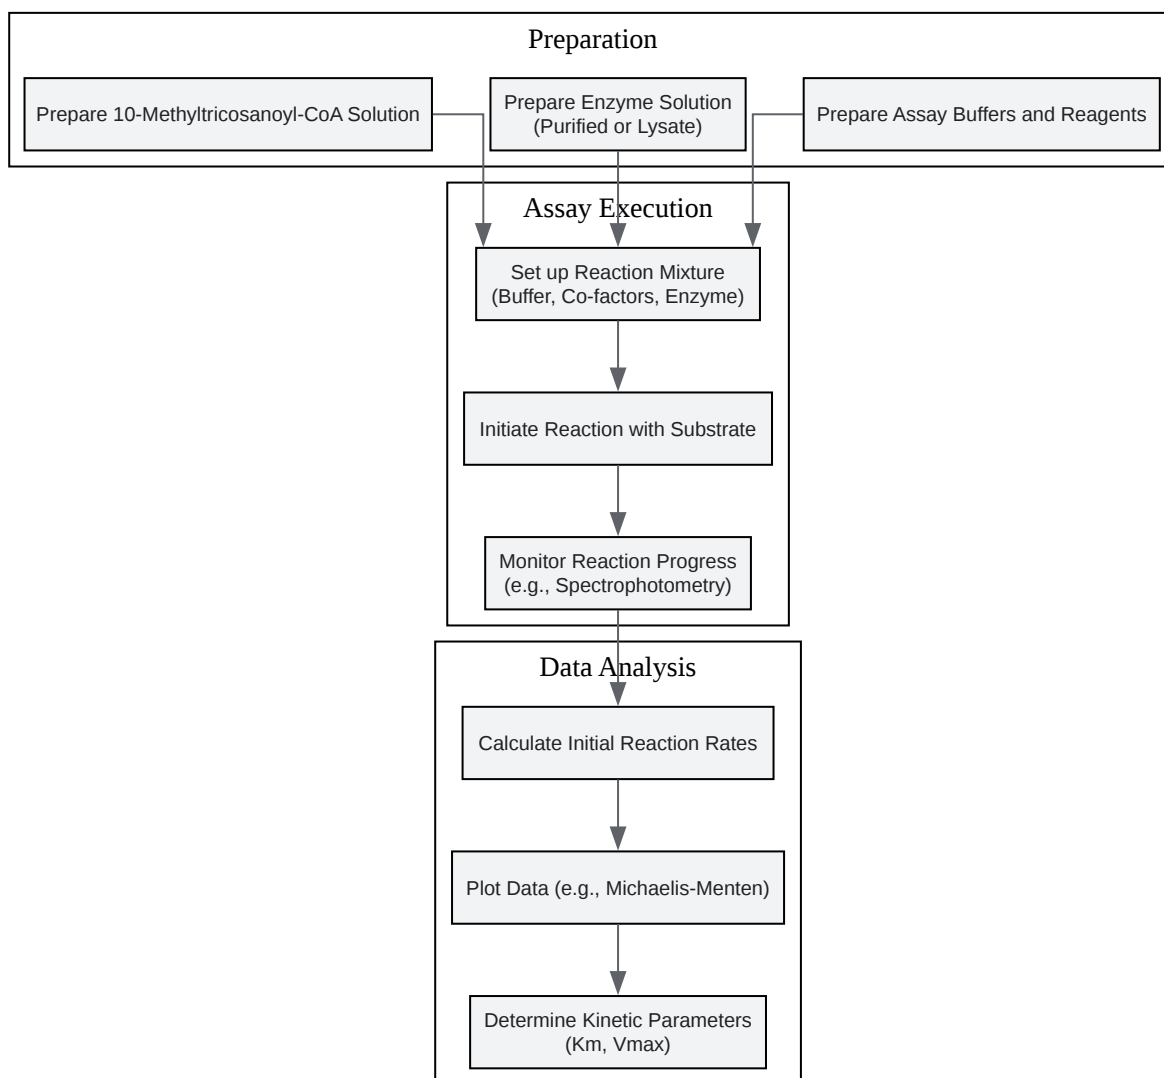 Preparation
Prepare 10-Methyltricosanoyl-CoA Solution
Prepare Enzyme Solution
(Purified or Lysate)
Prepare Assay Buffers and Reagents
Assay Execution
Set up Reaction Mixture
(Buffer, Co-factors, Enzyme)
Initiate Reaction with Substrate
Monitor Reaction Progress
(e.g., Spectrophotometry)
Data Analysis
Calculate Initial Reaction Rates
Plot Data (e.g., Michaelis-Menten)
Determine Kinetic Parameters
(Km, Vmax)